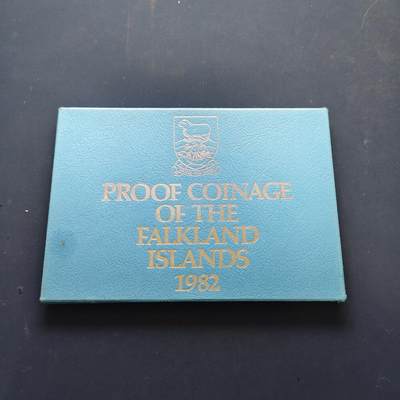 PROOF COINAGE
OF THE
FALKLAND
ISLANDS
1982